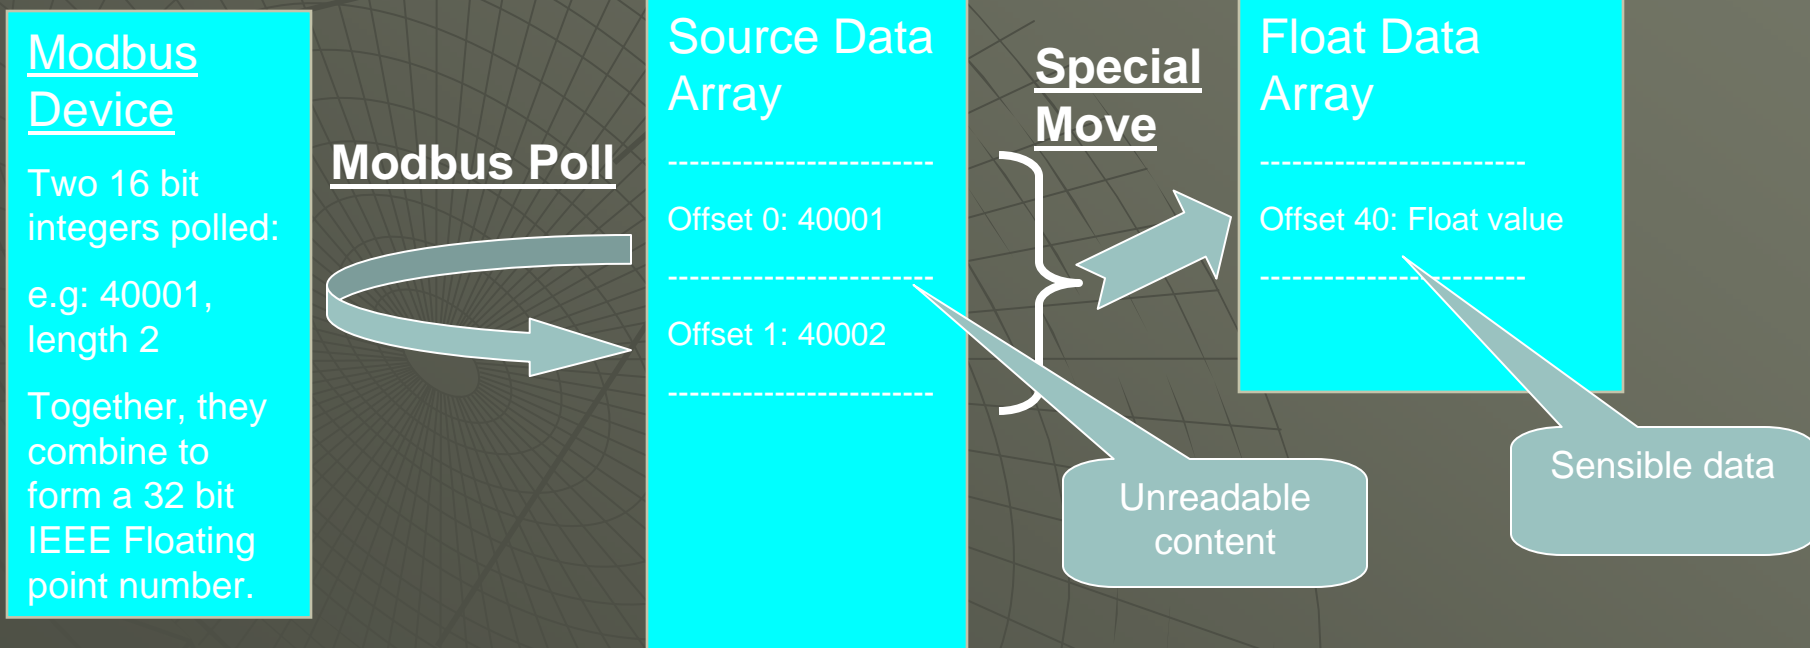 Modbus
Device
Two 16 bit
integers polled:
e.g: 40001,
length 2
Together, they
combine to
form a 32 bit
IEEE Floating
point number.
Modbus Poll
Source Data
Array
-------------------------
Offset 0: 40001
-------------------------
Offset 1: 40002
-------------------------
Special
Move
Unreadable
content
Float Data
Array
-------------------------
Offset 40: Float value
-------------------------
Sensible data